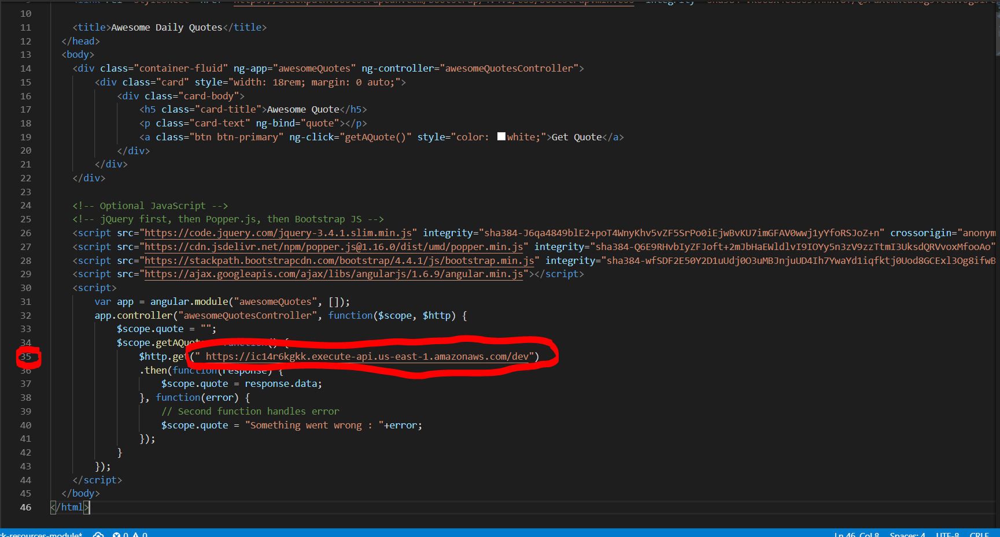 10
11 <title>Awesome Daily Quotes</title>
12 </head>
13 <body>
14 <div class="container-fluid" ng-app="awesomeQuotes" ng-controller="awesomeQuotesController">
15 <div class="card" style="width: 18rem; margin: 0 auto;">
16 <div class="card-body">
17 <h5 class="card-title">Awesome Quote</h5>
18 <p class="card-text" ng-bind="quote"></p>
19 <a class="btn btn-primary" ng-click="getAQuote()" style="color: white;">Get Quote</a>
20 </div>
21 </div>
22 </div>
23
24 <!-- Optional JavaScript -->
25 <!-- jQuery first, then Popper.js, then Bootstrap JS -->
26 <script src="https://code.jquery.com/jquery-3.4.1.slim.min.js" integrity="sha384-J6qa4849blE2+poT4WnyKhv5vZF5SrPo0iEjwBvKU7imGFAV0wwj1yYfoRSJoZ+n" crossorigin="anonym
27 <script src="https://cdn.jsdelivr.net/npm/popper.js@1.16.0/dist/umd/popper.min.js" integrity="sha384-Q6E9RHvbIyZFJoft+2mJbHaEWldlvI9IOYy5n3zV9zzTtmI3UksdQRVvoxMfooAo"
28 <script src="https://stackpath.bootstrapcdn.com/bootstrap/4.4.1/js/bootstrap.min.js" integrity="sha384-wfSDF2E50Y2D1uUdj0O3uMBJnjuUD4Ih7YwaYd1iqfktj0Uod8GCExl3Og8ifwB
29 <script src="https://ajax.googleapis.com/ajax/libs/angularjs/1.6.9/angular.min.js"></script>
30 <script>
31 var app = angular.module("awesomeQuotes", []);
32 app.controller("awesomeQuotesController", function($scope, $http) {
33 $scope.quote = "";
34 $scope.getAQuote = function() {
35 $http.get(" https://ic14r6kgkk.execute-api.us-east-1.amazonaws.com/dev")
36 .then(function(response) {
37 $scope.quote = response.data;
38 }, function(error) {
39 // Second function handles error
40 $scope.quote = "Something went wrong : "+error;
41 });
42 }
43 });
44 </script>
45 </body>
46 </html>
ck-resources-module* 0 0 Ln 46, Col 8 Spaces: 4 UTF-8 CRLF